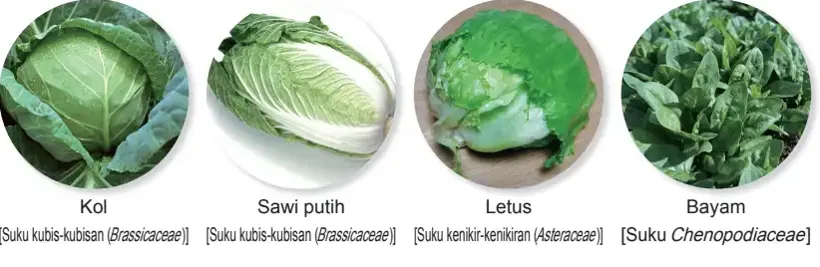 Kol Sawi putih Letus Bayam
[Suku kubis-kubisan (Brassicaceae)] [Suku kubis-kubisan (Brassicaceae)] [Suku kenikir-kenikiran (Asteraceae)] [Suku Chenopodiaceae]